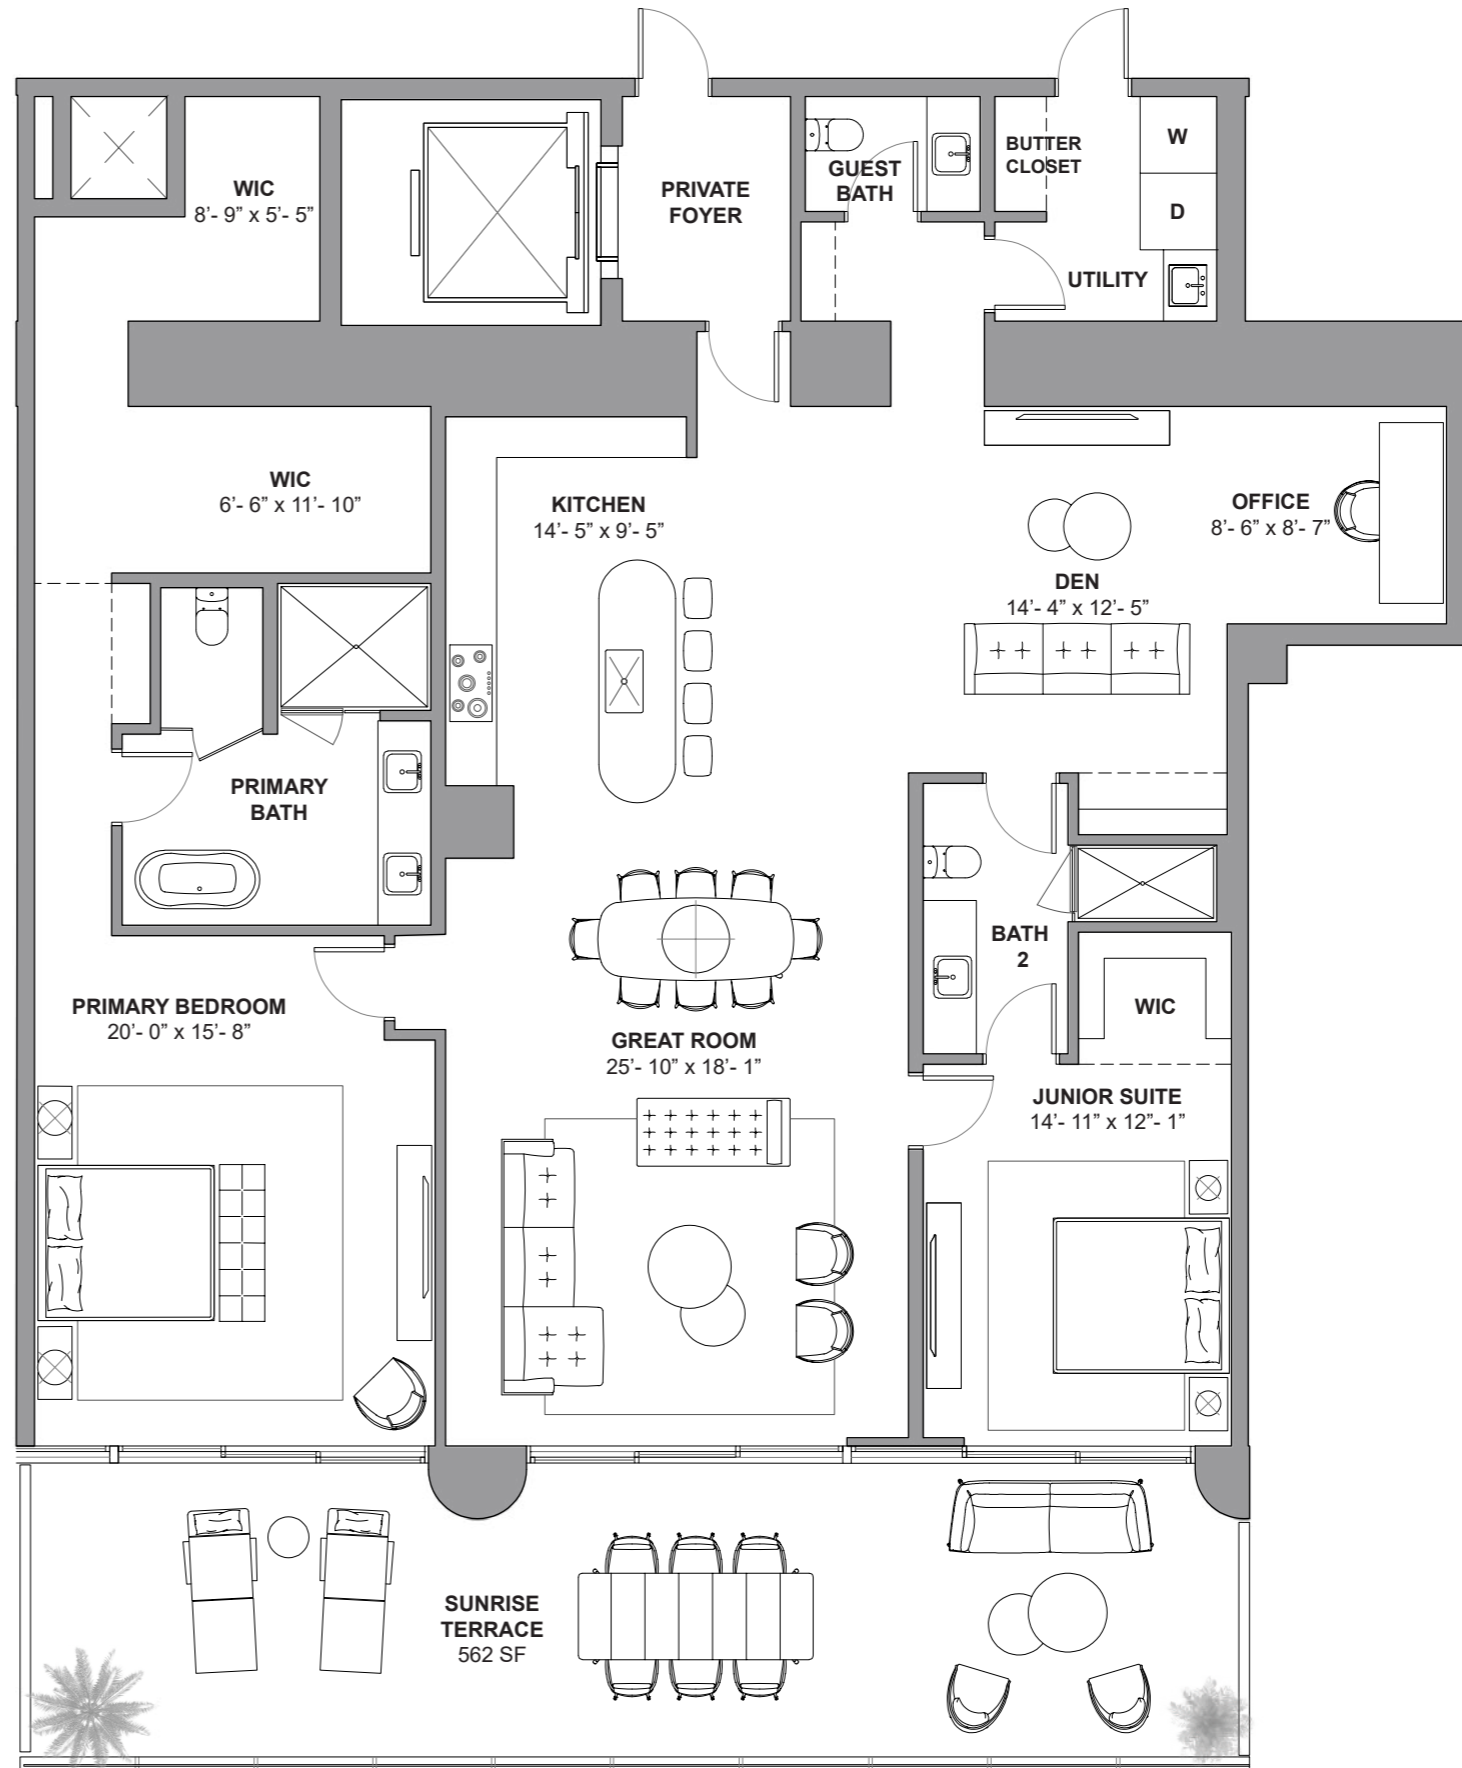 WIC
8’- 9” x 5’- 5”
PRIVATE
FOYER
GUEST
BATH
BUTTER
CLOSET
W
D
UTILITY
WIC
6’- 6” x 11’- 10”
KITCHEN
14’- 5” x 9’- 5”
OFFICE
8’- 6” x 8’- 7”
DEN
14’- 4” x 12’- 5”
PRIMARY
BATH
BATH
2
WIC
PRIMARY BEDROOM
20’- 0” x 15’- 8”
GREAT ROOM
25’- 10” x 18’- 1”
JUNIOR SUITE
14’- 11” x 12”- 1”
SUNRISE
TERRACE
562 SF